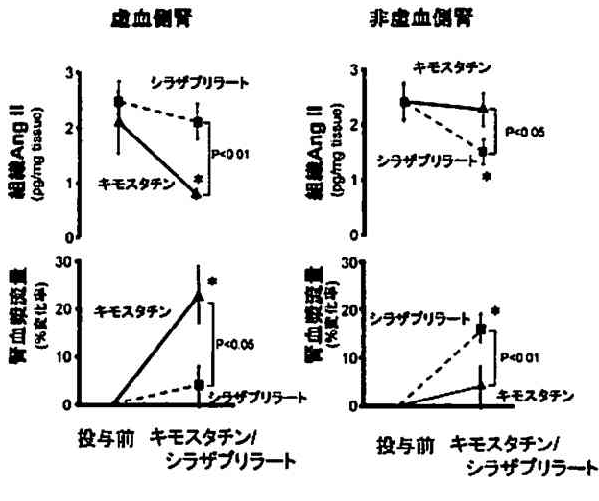 虚血側腎
非虚血側腎
3
2
1
0
組織Ang II
(pg/mg tissue)
シラザプリラート
キモスタチン
P<0.01
*
3
2
1
0
組織Ang II
(pg/mg tissue)
キモスタチン
シラザプリラート
P<0.05
*
30
20
10
0
腎血漿流量
(%変化率)
キモスタチン
*
P<0.05
シラザプリラート
30
20
10
0
腎血漿流量
(%変化率)
シラザプリラート
*
P<0.01
キモスタチン
投与前 キモスタチン/
シラザプリラート
投与前 キモスタチン/
シラザプリラート